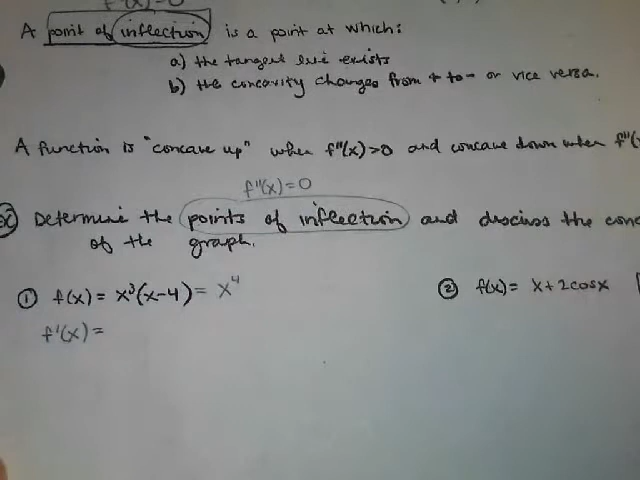 f''(x)=0
A point of inflection is a point at which:
a) the tangent line exists
b) the concavity changes from + to - or vice versa.
A function is "concave up" when f''(x)>0 and concave down when f''(
f''(x)=0
Determine the points of inflection and discuss the conc
of the graph.
① f(x) = x³(x-4) = x⁴
② f(x) = x+2cosx
f'(x) =